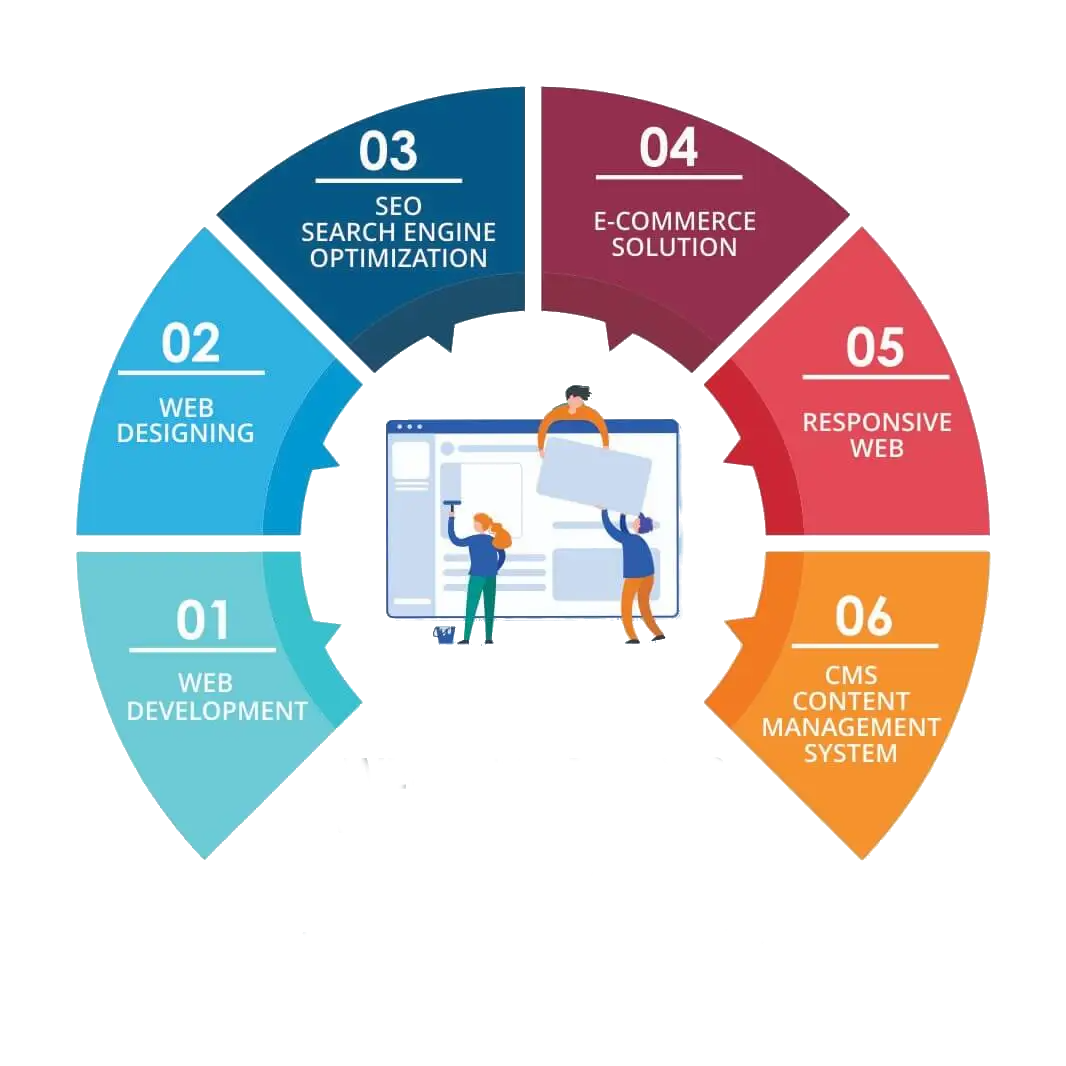 01
WEB
DEVELOPMENT
02
WEB
DESIGNING
03
SEO
SEARCH ENGINE
OPTIMIZATION
04
E-COMMERCE
SOLUTION
05
RESPONSIVE
WEB
06
CMS
CONTENT
MANAGEMENT
SYSTEM